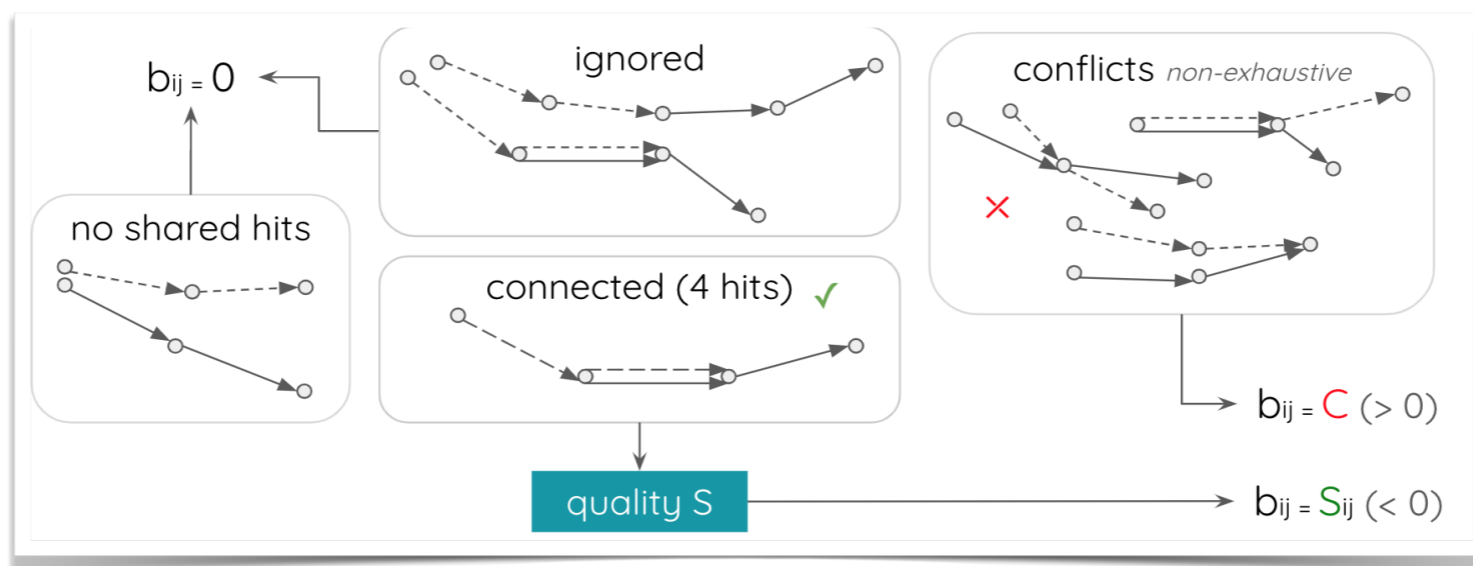 bij = 0
ignored
conflicts non-exhaustive
no shared hits
connected (4 hits) ✓
bij = C (> 0)
quality S
bij = Sij (< 0)